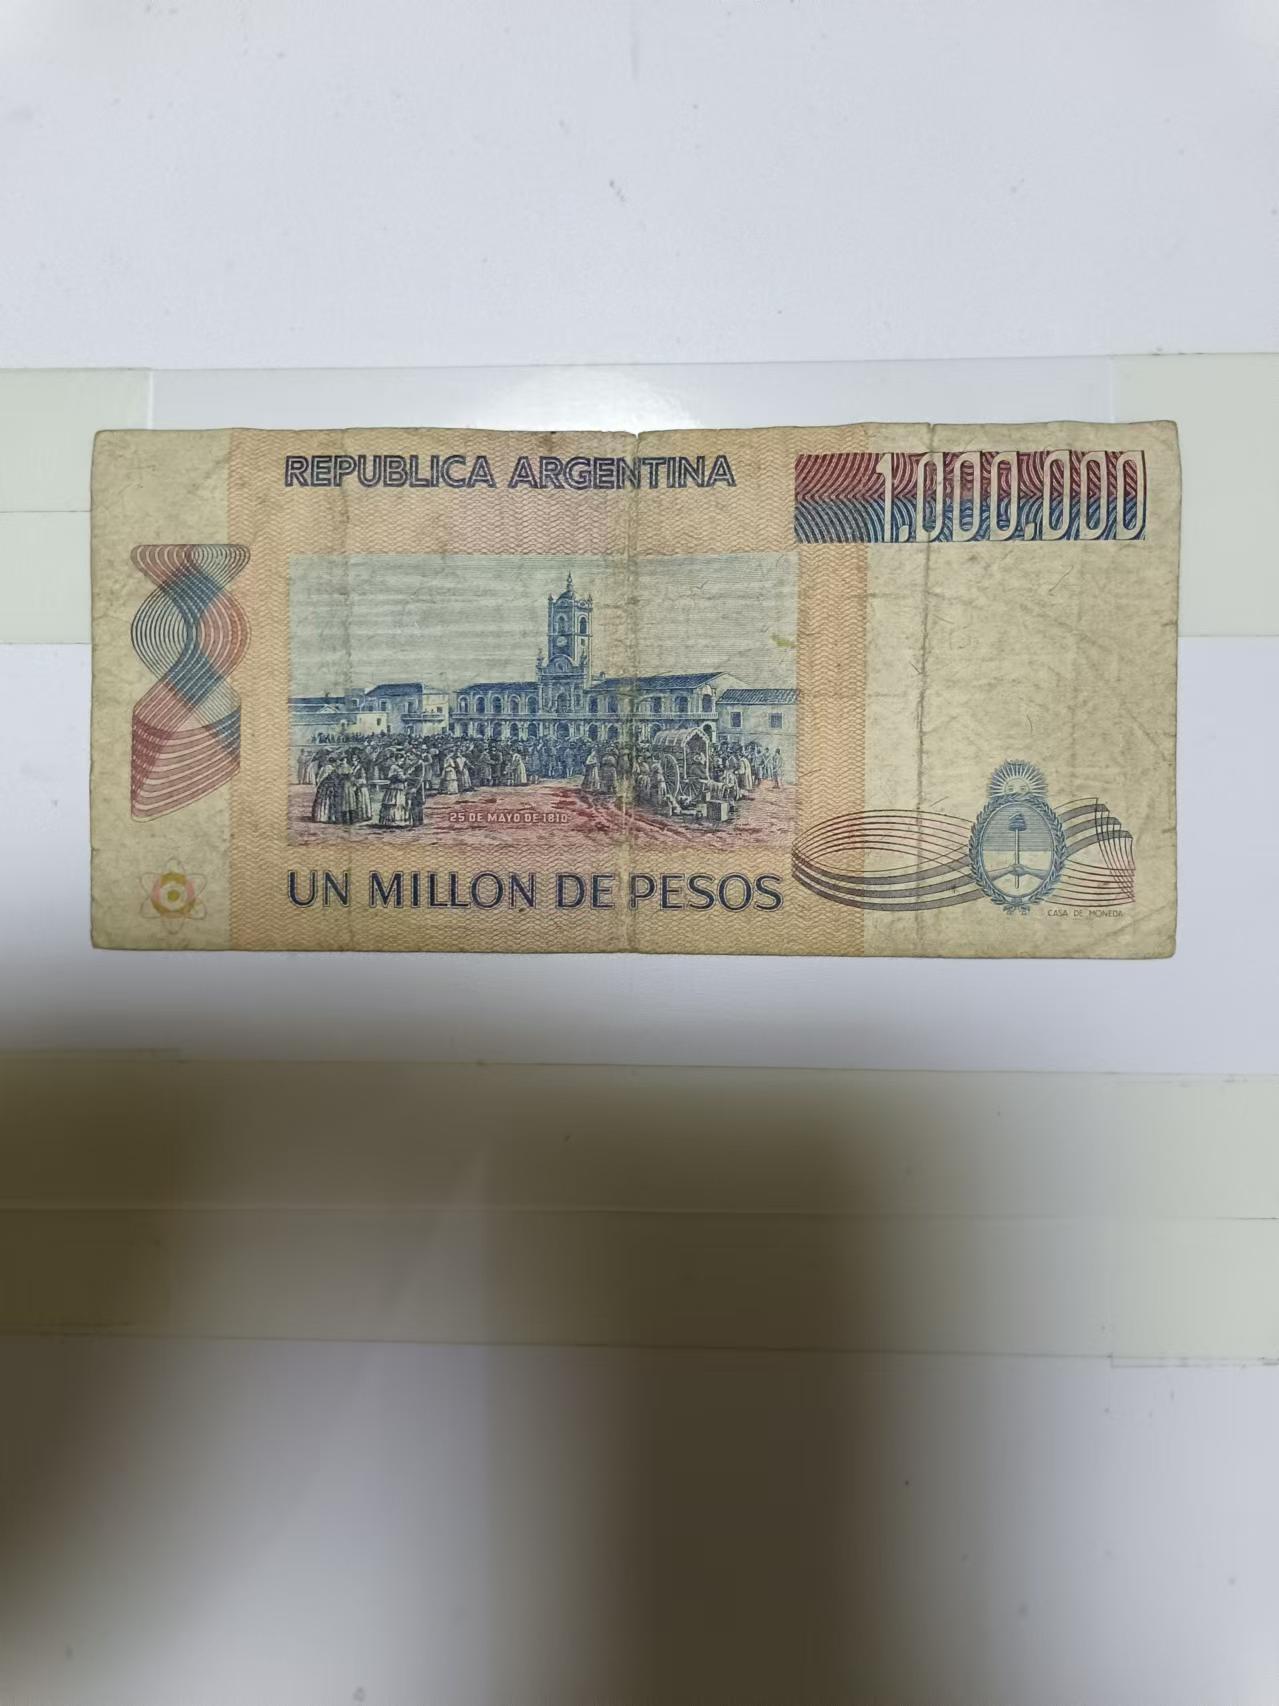 REPUBLICA ARGENTINA
1.000.000
25 DE MAYO DE 1810
UN MILLON DE PESOS
CASA DE MONEDA